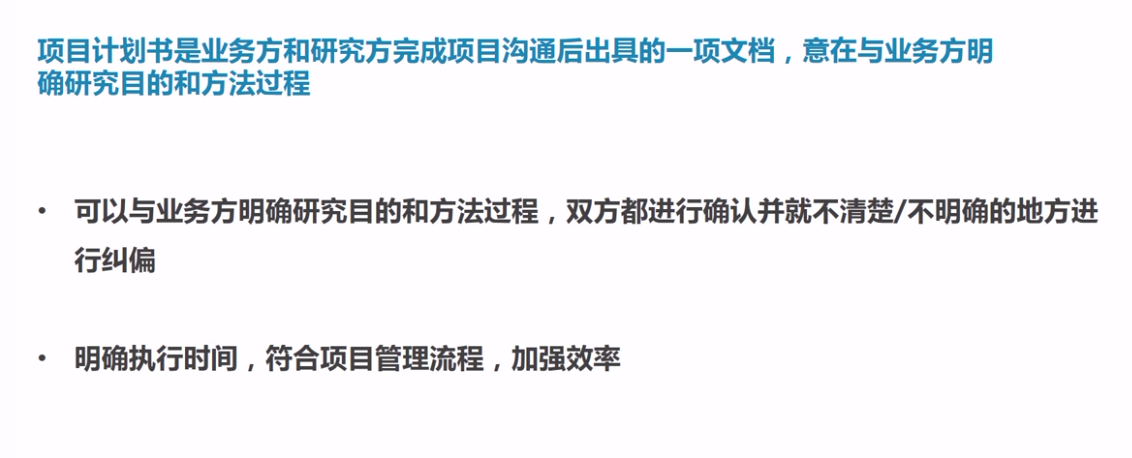 项目计划书是业务方和研究方完成项目沟通后出具的一项文档，意在与业务方明
确研究目的和方法过程
• 可以与业务方明确研究目的和方法过程，双方都进行确认并就不清楚/不明确的地方进
行纠偏
• 明确执行时间，符合项目管理流程，加强效率